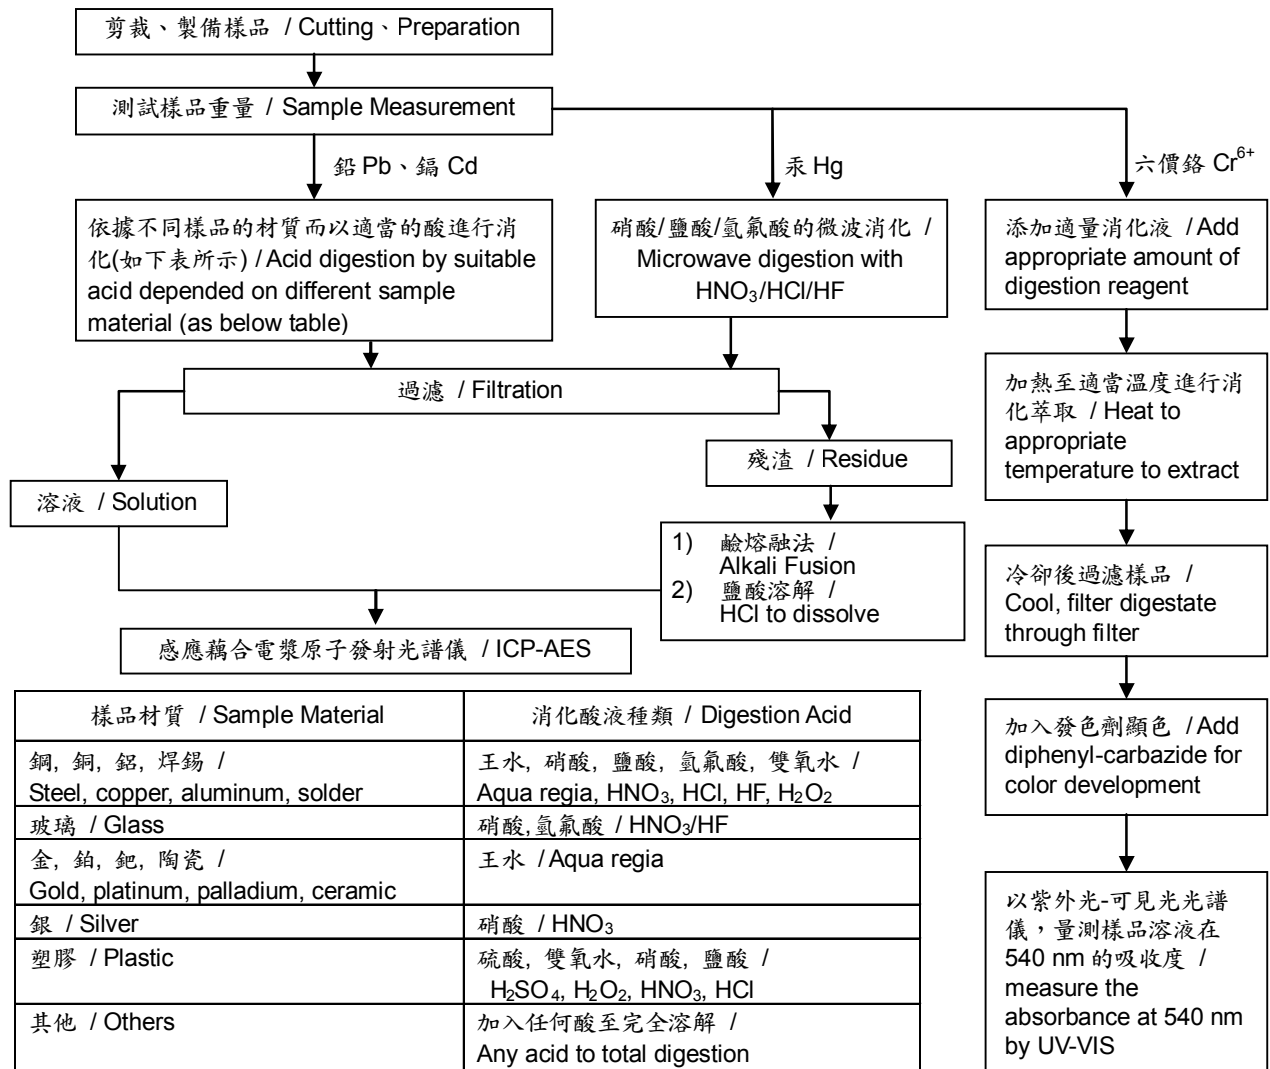 剪裁、製備樣品 / Cutting、Preparation
測試樣品重量 / Sample Measurement
鉛 Pb、鎘 Cd
汞 Hg
六價鉻 Cr⁶⁺
依據不同樣品的材質而以適當的酸進行消
化(如下表所示) / Acid digestion by suitable
acid depended on different sample
material (as below table)
硝酸/鹽酸/氫氟酸的微波消化 /
Microwave digestion with
HNO₃/HCl/HF
添加適量消化液 / Add
appropriate amount of
digestion reagent
過濾 / Filtration
加熱至適當溫度進行消
化萃取 / Heat to
appropriate
temperature to extract
溶液 / Solution
殘渣 / Residue
1) 鹼熔融法 /
Alkali Fusion
2) 鹽酸溶解 /
HCl to dissolve
冷卻後過濾樣品 /
Cool, filter digestate
through filter
感應藕合電漿原子發射光譜儀 / ICP-AES
加入發色劑顯色 / Add
diphenyl-carbazide for
color development
以紫外光-可見光光譜
儀，量測樣品溶液在
540 nm 的吸收度 /
measure the
absorbance at 540 nm
by UV-VIS
樣品材質 / Sample Material
消化酸液種類 / Digestion Acid
鋼, 銅, 鋁, 焊錫 /
Steel, copper, aluminum, solder
王水, 硝酸, 鹽酸, 氫氟酸, 雙氧水 /
Aqua regia, HNO₃, HCl, HF, H₂O₂
玻璃 / Glass
硝酸,氫氟酸 / HNO₃/HF
金, 鉑, 鈀, 陶瓷 /
Gold, platinum, palladium, ceramic
王水 / Aqua regia
銀 / Silver
硝酸 / HNO₃
塑膠 / Plastic
硫酸, 雙氧水, 硝酸, 鹽酸 /
H₂SO₄, H₂O₂, HNO₃, HCl
其他 / Others
加入任何酸至完全溶解 /
Any acid to total digestion